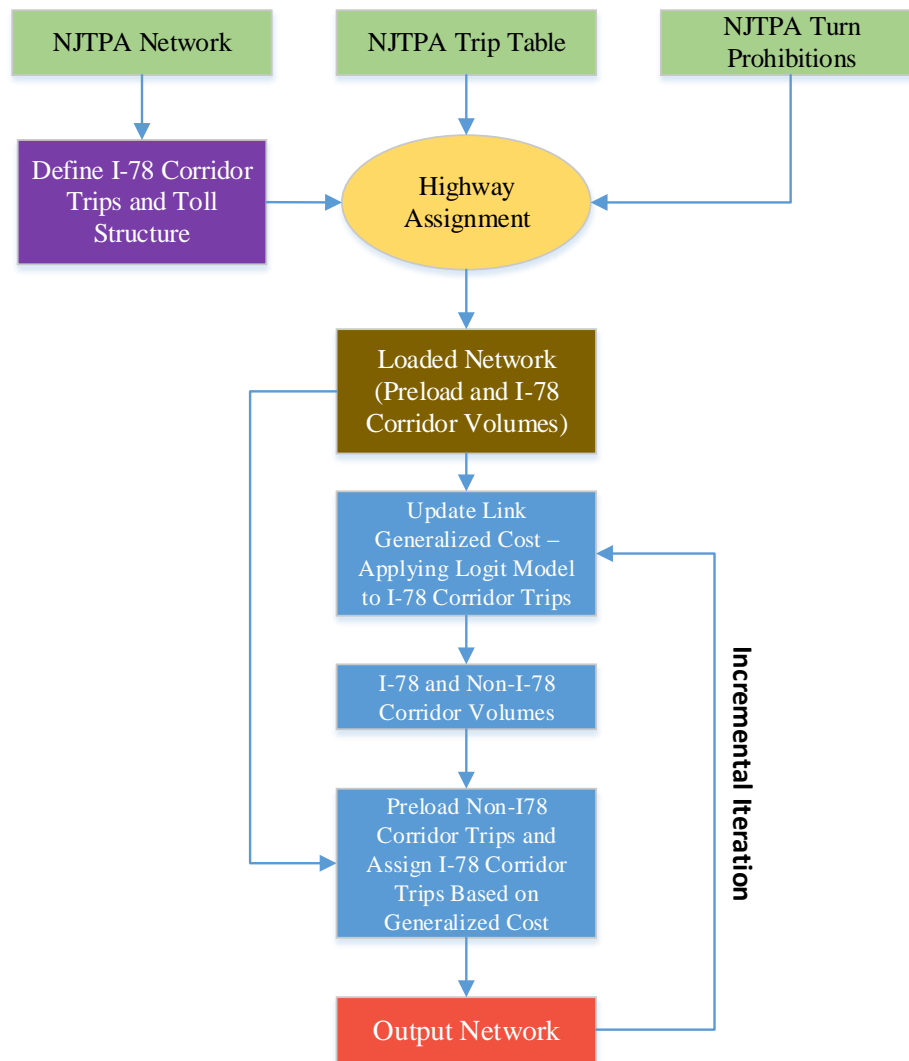 NJTPA Network
NJTPA Trip Table
NJTPA Turn
Prohibitions
Define I-78 Corridor
Trips and Toll
Structure
Highway
Assignment
Loaded Network
(Preload and I-78
Corridor Volumes)
Update Link
Generalized Cost –
Applying Logit Model
to I-78 Corridor Trips
I-78 and Non-I-78
Corridor Volumes
Preload Non-I78
Corridor Trips and
Assign I-78 Corridor
Trips Based on
Generalized Cost
Incremental Iteration
Output Network